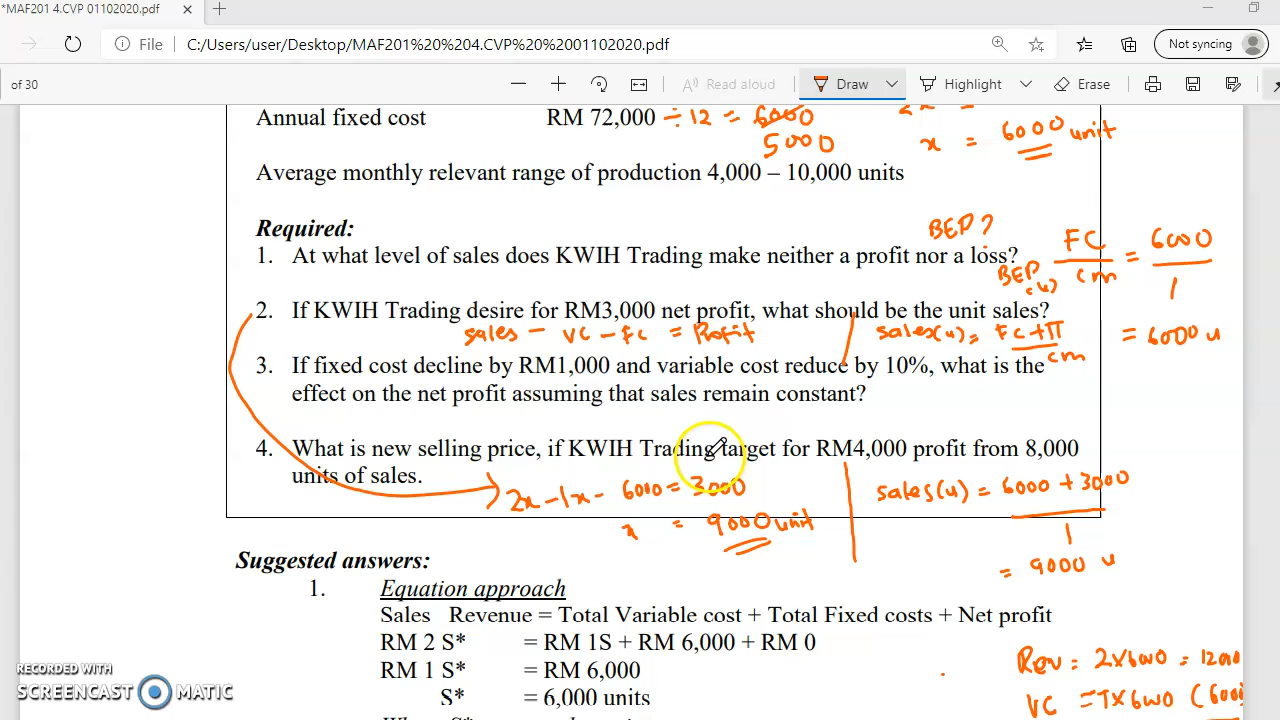 *MAF201 4.CVP 01102020.pdf
File C:/Users/user/Desktop/MAF201%20%204.CVP%20%2001102020.pdf Not syncing
of 30 Read aloud Draw Highlight Erase
Annual fixed cost RM 72,000 ÷ 12 = 6000
5000
x = 6000 unit
Average monthly relevant range of production 4,000 – 10,000 units
Required:
BEP?
1. At what level of sales does KWIH Trading make neither a profit nor a loss?
BEP (u) FC / cm = 6000 / 1
= 6000 u
2. If KWIH Trading desire for RM3,000 net profit, what should be the unit sales?
sales – VC – FC = Profit
sales(u) = FC + π / cm
3. If fixed cost decline by RM1,000 and variable cost reduce by 10%, what is the
effect on the net profit assuming that sales remain constant?
4. What is new selling price, if KWIH Trading target for RM4,000 profit from 8,000
units of sales.
2x – 1x – 6000 = 3000
x = 9000 unit
sales(u) = 6000 + 3000 / 1
= 9000 u
Suggested answers:
1. Equation approach
Sales Revenue = Total Variable cost + Total Fixed costs + Net profit
RM 2 S* = RM 1S + RM 6,000 + RM 0
RM 1 S* = RM 6,000
S* = 6,000 units
Rev = 2x6000 = 12000
VC = 1x6000 (6000
RECORDED WITH
SCREENCAST MATIC